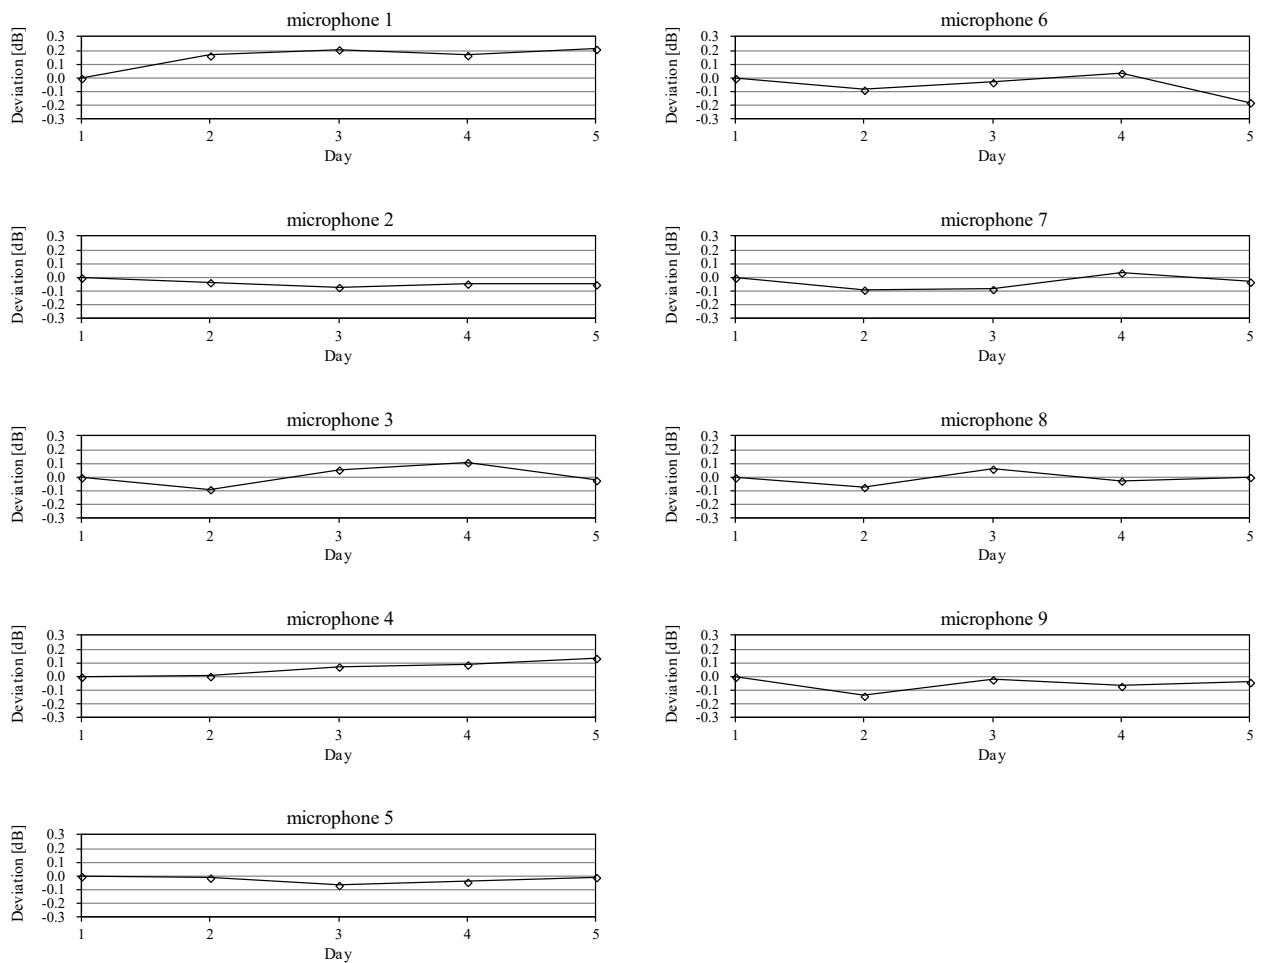 microphone 1
Deviation [dB]
0.3
0.2
0.1
0.0
-0.1
-0.2
-0.3
1 2 3 4 5
Day
microphone 2
Deviation [dB]
0.3
0.2
0.1
0.0
-0.1
-0.2
-0.3
1 2 3 4 5
Day
microphone 3
Deviation [dB]
0.3
0.2
0.1
0.0
-0.1
-0.2
-0.3
1 2 3 4 5
Day
microphone 4
Deviation [dB]
0.3
0.2
0.1
0.0
-0.1
-0.2
-0.3
1 2 3 4 5
Day
microphone 5
Deviation [dB]
0.3
0.2
0.1
0.0
-0.1
-0.2
-0.3
1 2 3 4 5
Day
microphone 6
Deviation [dB]
0.3
0.2
0.1
0.0
-0.1
-0.2
-0.3
1 2 3 4 5
Day
microphone 7
Deviation [dB]
0.3
0.2
0.1
0.0
-0.1
-0.2
-0.3
1 2 3 4 5
Day
microphone 8
Deviation [dB]
0.3
0.2
0.1
0.0
-0.1
-0.2
-0.3
1 2 3 4 5
Day
microphone 9
Deviation [dB]
0.3
0.2
0.1
0.0
-0.1
-0.2
-0.3
1 2 3 4 5
Day